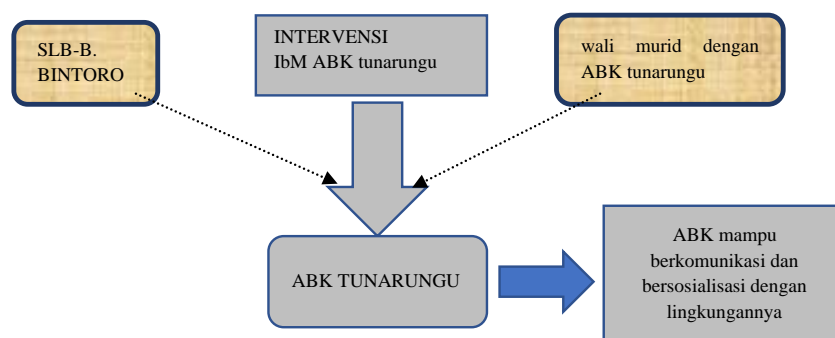 SLB-B.
BINTORO
INTERVENSI
IbM ABK tunarungu
wali murid dengan
ABK tunarungu
ABK TUNARUNGU
ABK mampu
berkomunikasi dan
bersosialisasi dengan
lingkungannya